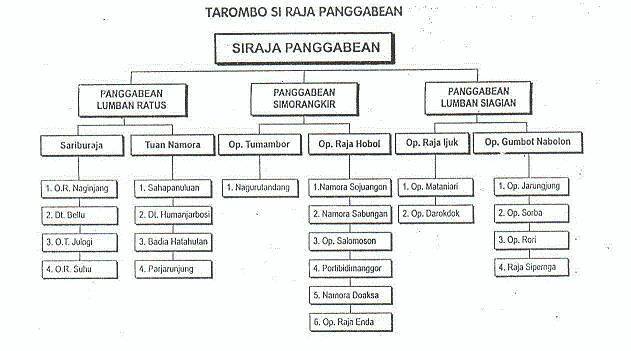 TAROMBO SI RAJA PANGGABEAN
SIRAJA PANGGABEAN
PANGGABEAN
LUMBAN RATUS
PANGGABEAN
SIMORANGKIR
PANGGABEAN
LUMBAN SIAGIAN
Sariburaja
Tuan Namora
Op. Tumambor
Op. Raja Hobol
Op. Raja Ijuk
Op. Gumbot Nabolon
1. O.R. Naginjang
2. Dt. Bellu
3. O.T. Julogi
4. O.R. Suhu
1. Sahapanuluan
2. Dt. Humanjarbosi
3. Badia Hatahutan
4. Parjarunjung
1. Nagurutandang
1.Namora Sojuangon
2. Namora Sabungan
3. Op. Salomoson
4. Portibidimanggor
5. Namora Doaksa
6. Op. Raja Enda
1. Op. Mataniari
2. Op. Darokdok
1. Op. Jarungjung
2. Op. Sorba
3. Op. Rori
4. Raja Sipernga